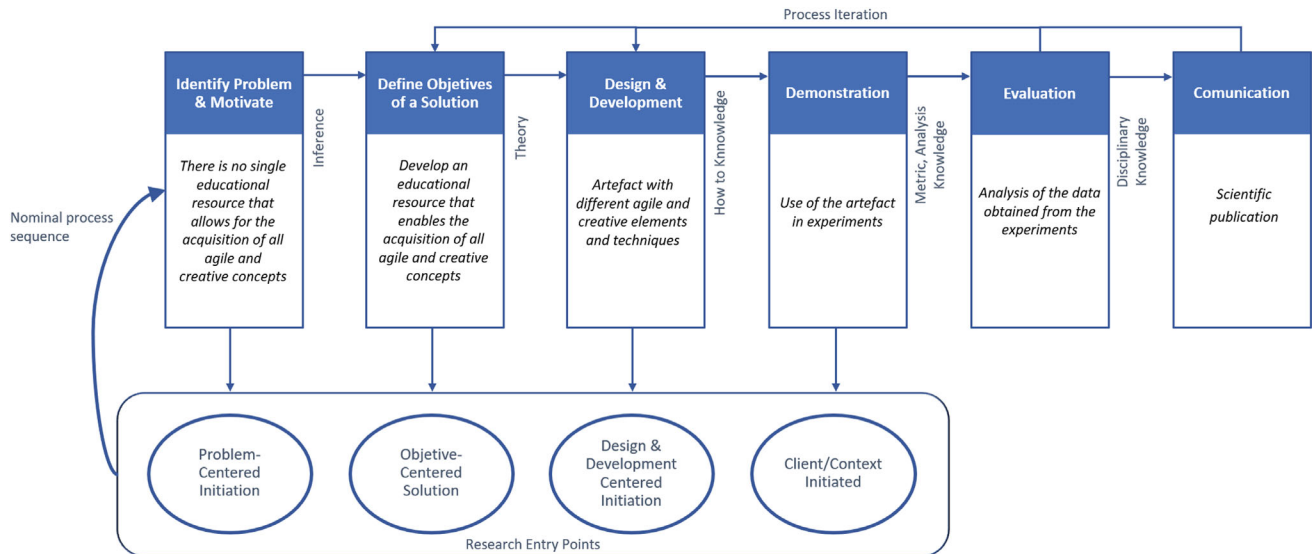 Process Iteration
Identify Problem
& Motivate
Define Objetives
of a Solution
Design &
Development
Demonstration
Evaluation
Comunication
Inference
Theory
How to Knnowledge
Metric, Analysis
Knowledge
Disciplinary
Knowledge
There is no single
educational
resource that
allows for the
acquisition of all
agile and
creative concepts
Develop an
educational
resource that
enables the
acquisition of all
agile and creative
concepts
Artefact with
different agile and
creative elements
and techniques
Use of the artefact
in experiments
Analysis of the data
obtained from the
experiments
Scientific
publication
Nominal process
sequence
Problem-
Centered
Initiation
Objetive-
Centered
Solution
Design &
Development
Centered
Initiation
Client/Context
Initiated
Research Entry Points